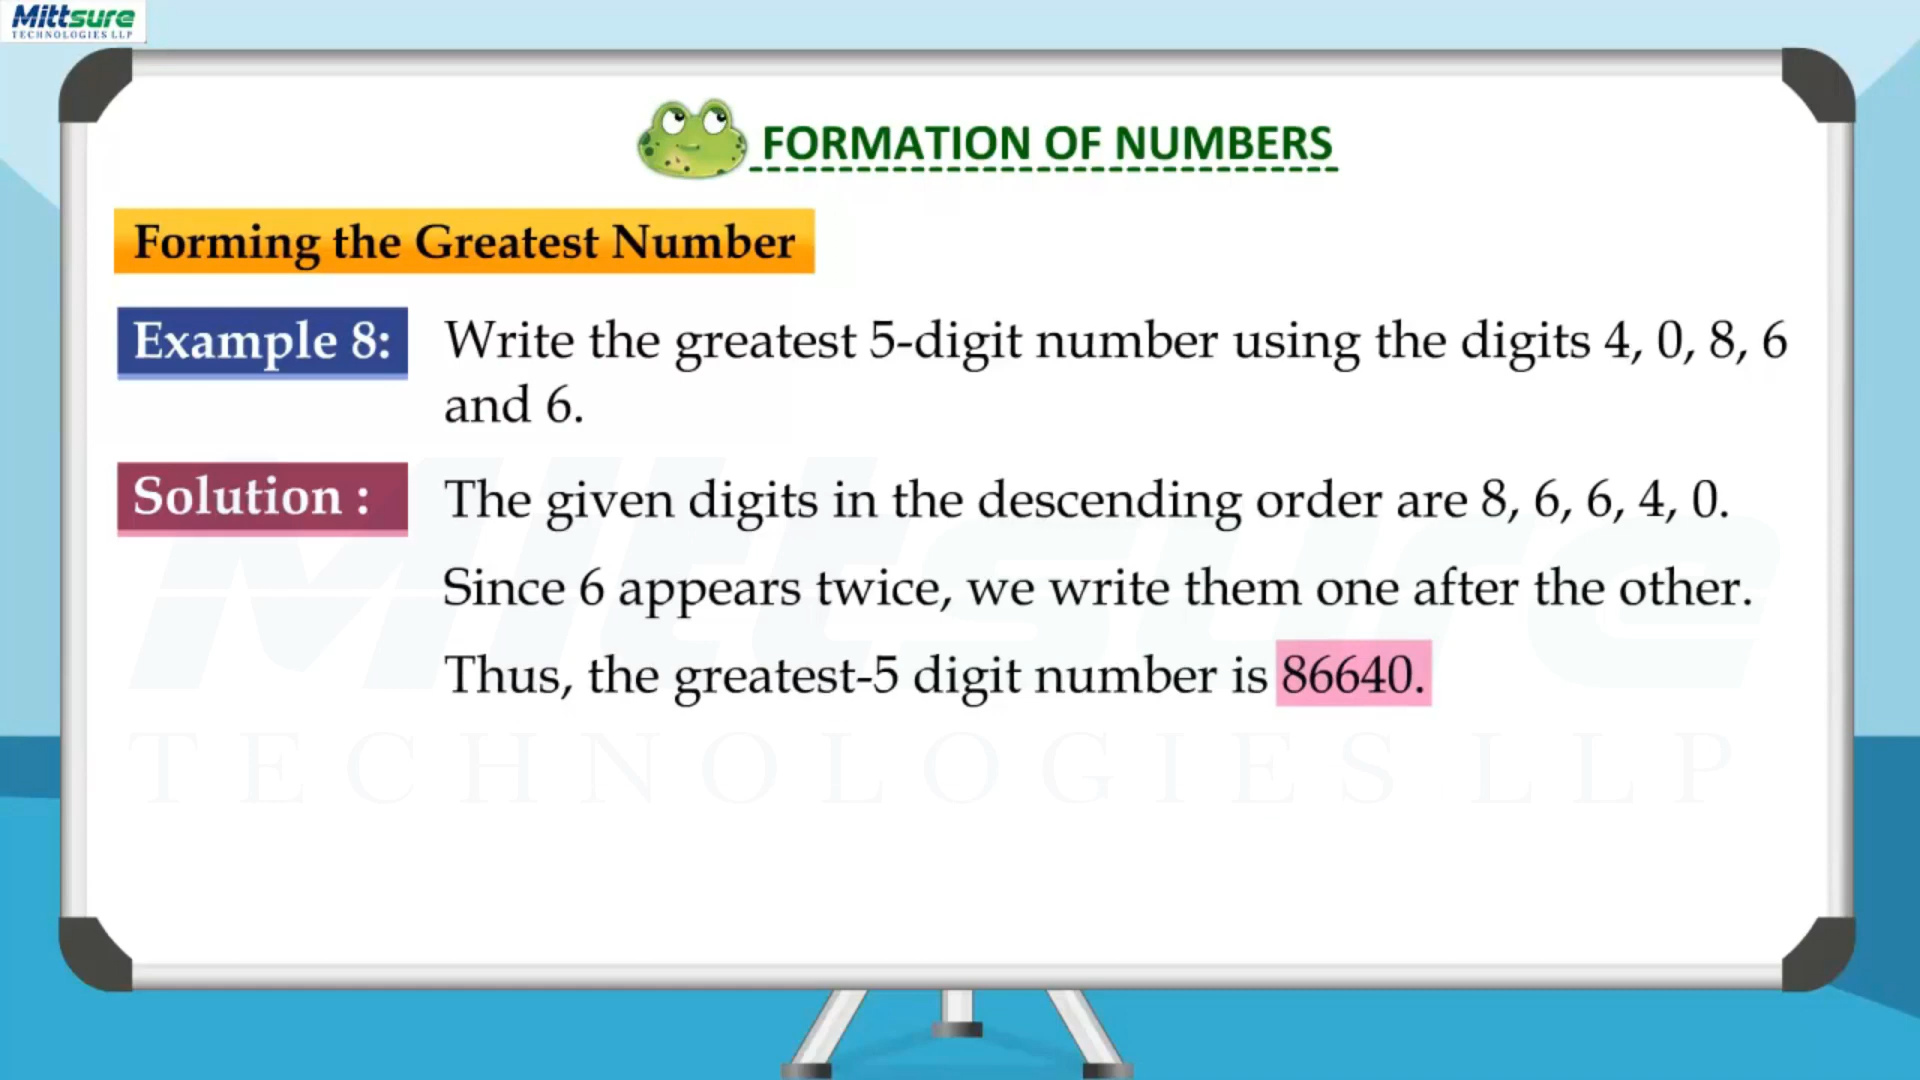 Mittsure
TECHNOLOGIES LLP
FORMATION OF NUMBERS
Forming the Greatest Number
Example 8: Write the greatest 5-digit number using the digits 4, 0, 8, 6
and 6.
Solution : The given digits in the descending order are 8, 6, 6, 4, 0.
Since 6 appears twice, we write them one after the other.
Thus, the greatest-5 digit number is 86640.
Mittsure
TECHNOLOGIES LLP